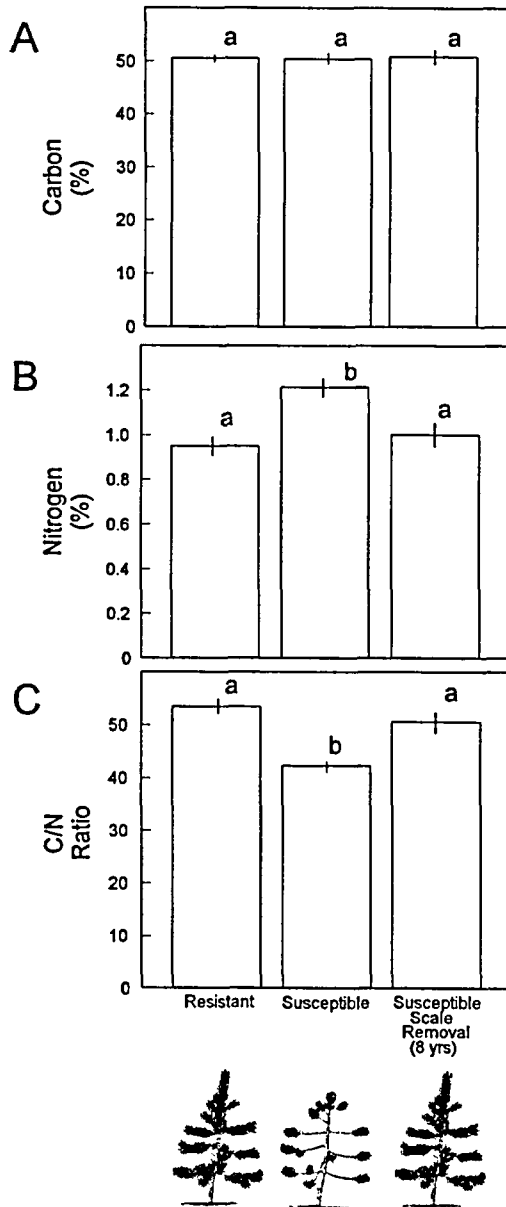 A
a
a
a
50
40
30
20
10
0
Carbon
(%)
B
a
b
a
1.2
1.0
0.8
0.6
0.4
0.2
0
Nitrogen
(%)
C
a
b
a
50
40
30
20
10
0
C/N
Ratio
Resistant
Susceptible
Susceptible
Scale
Removal
(8 yrs)